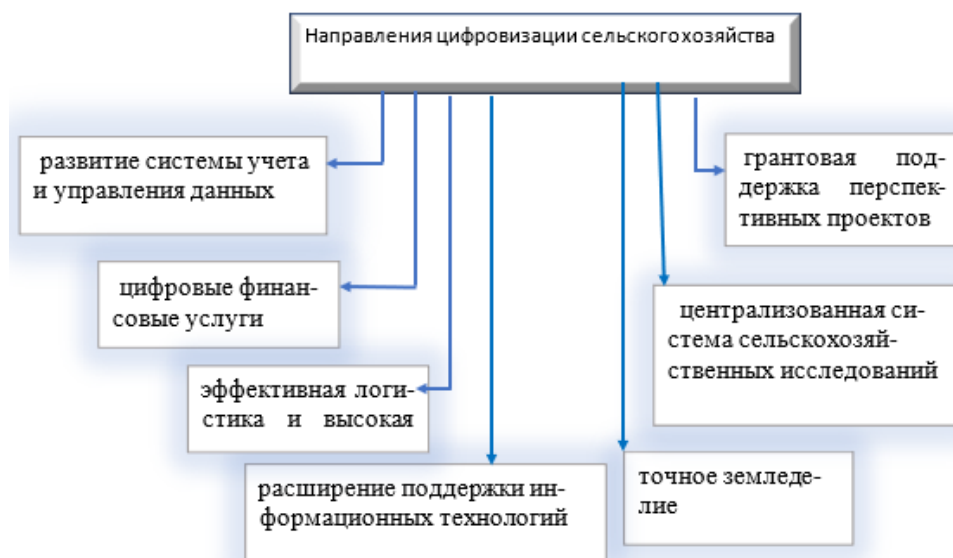 Направления цифровизации сельского хозяйства
развитие системы учета
и управления данных
грантовая под-
держка перспек-
тивных проектов
цифровые финан-
совые услуги
централизованная си-
стема сельскохозяй-
ственных исследований
эффективная логи-
стика и высокая
расширение поддержки ин-
формационных технологий
точное земледе-
лие